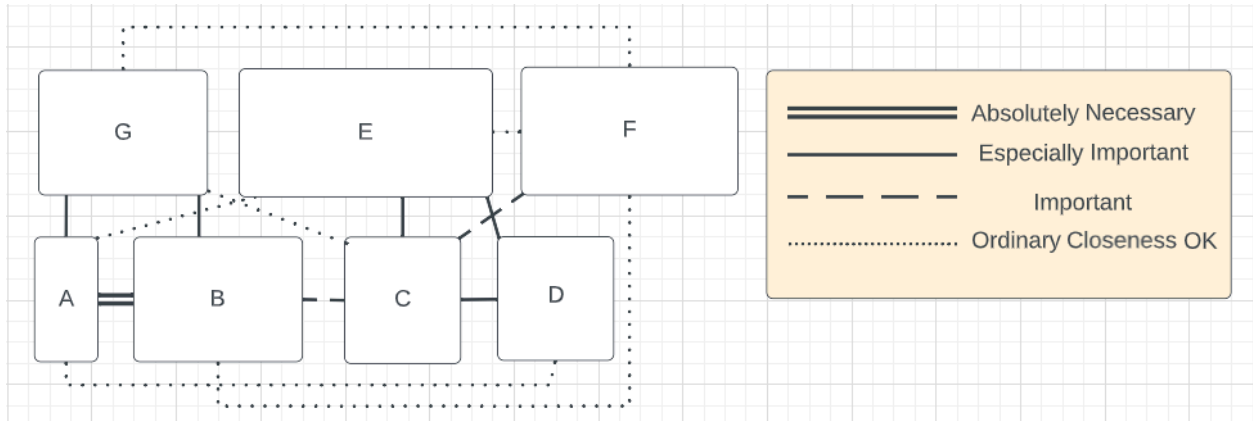 G
E
F
A
B
C
D
Absolutely Necessary
Especially Important
Important
Ordinary Closeness OK